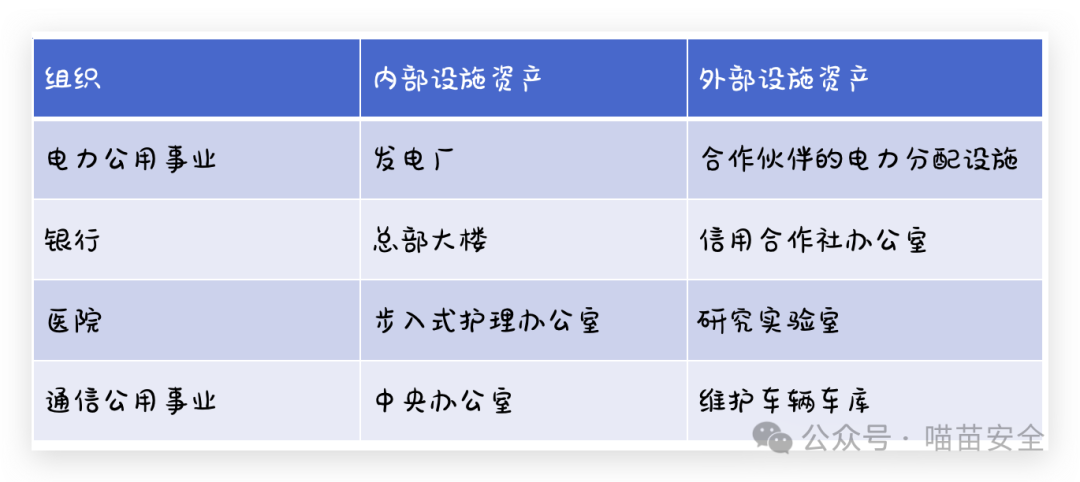 组织 内部设施资产 外部设施资产
电力公用事业 发电厂 合作伙伴的电力分配设施
银行 总部大楼 信用合作社办公室
医院 步入式护理办公室 研究实验室
通信公用事业 中央办公室 维护车辆车库
公众号·喵苗安全